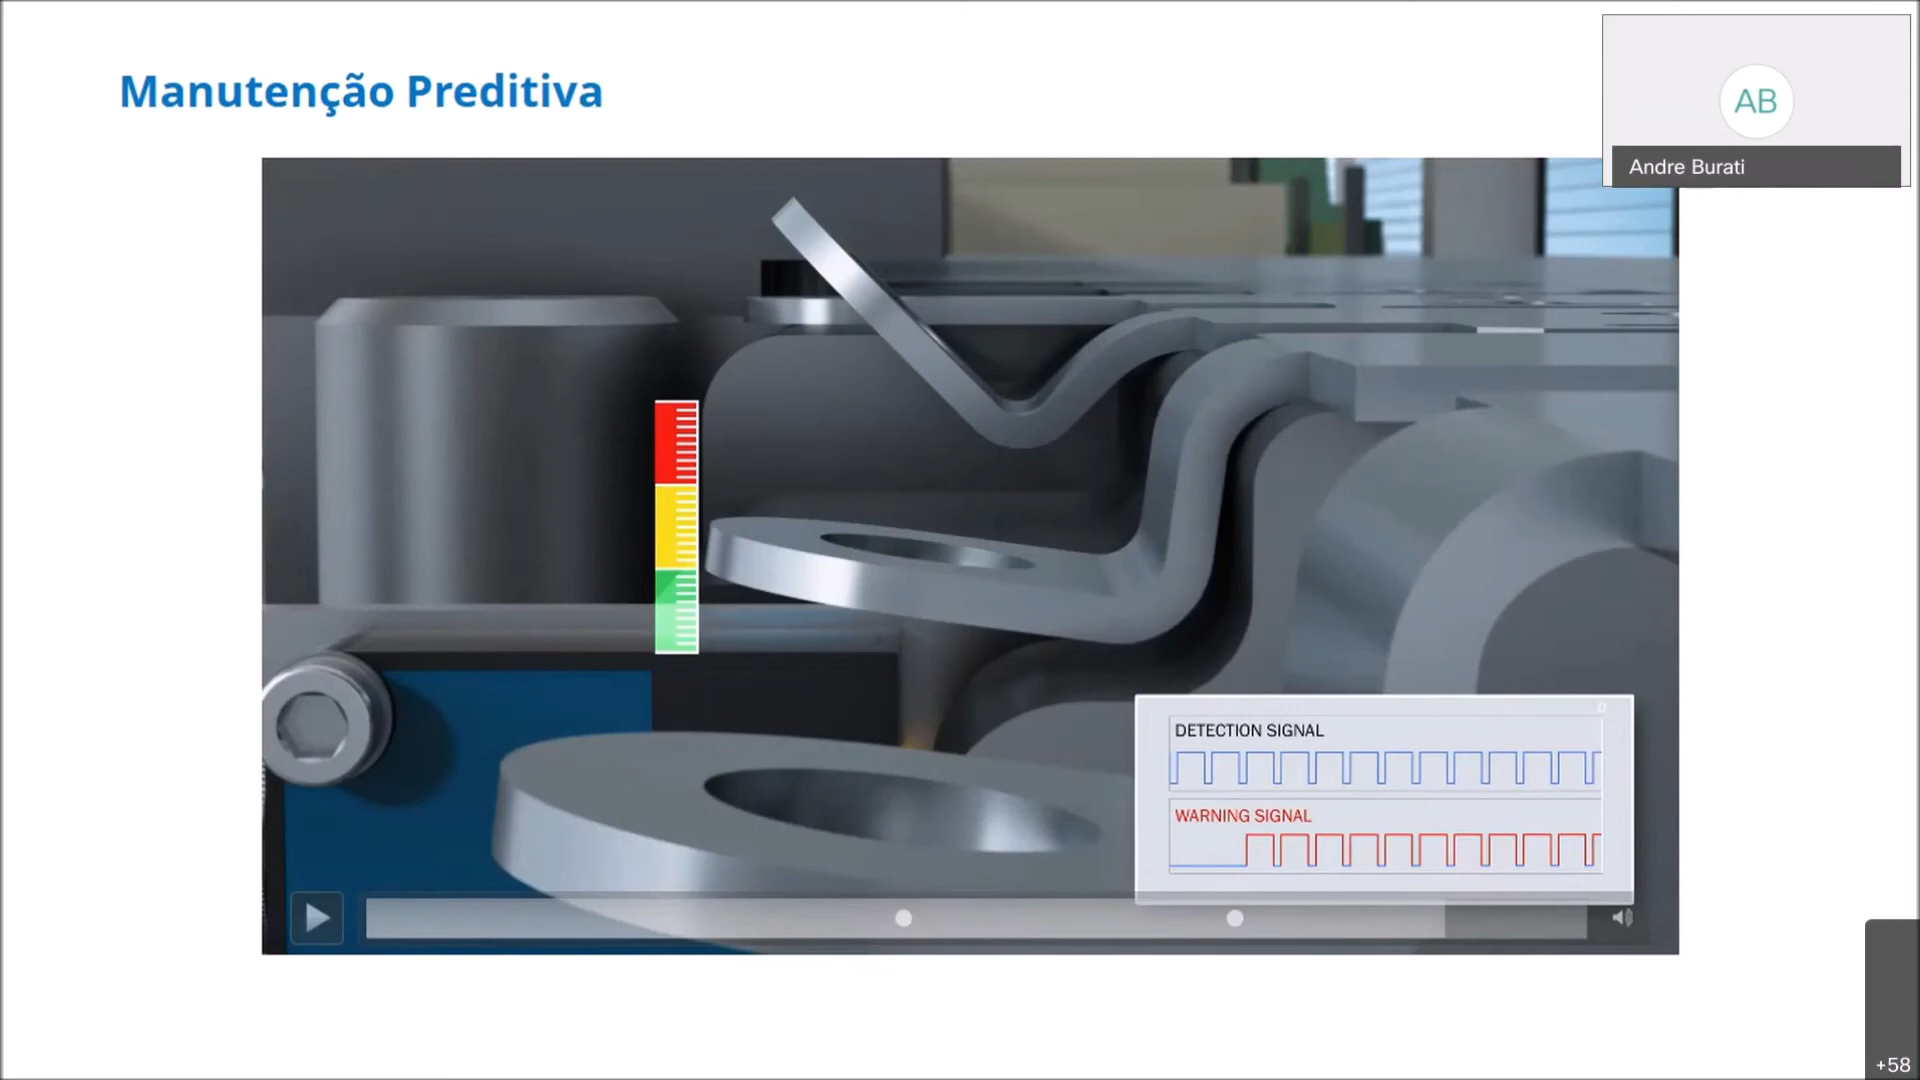 Manutenção Preditiva
AB
Andre Burati
DETECTION SIGNAL
WARNING SIGNAL
+58